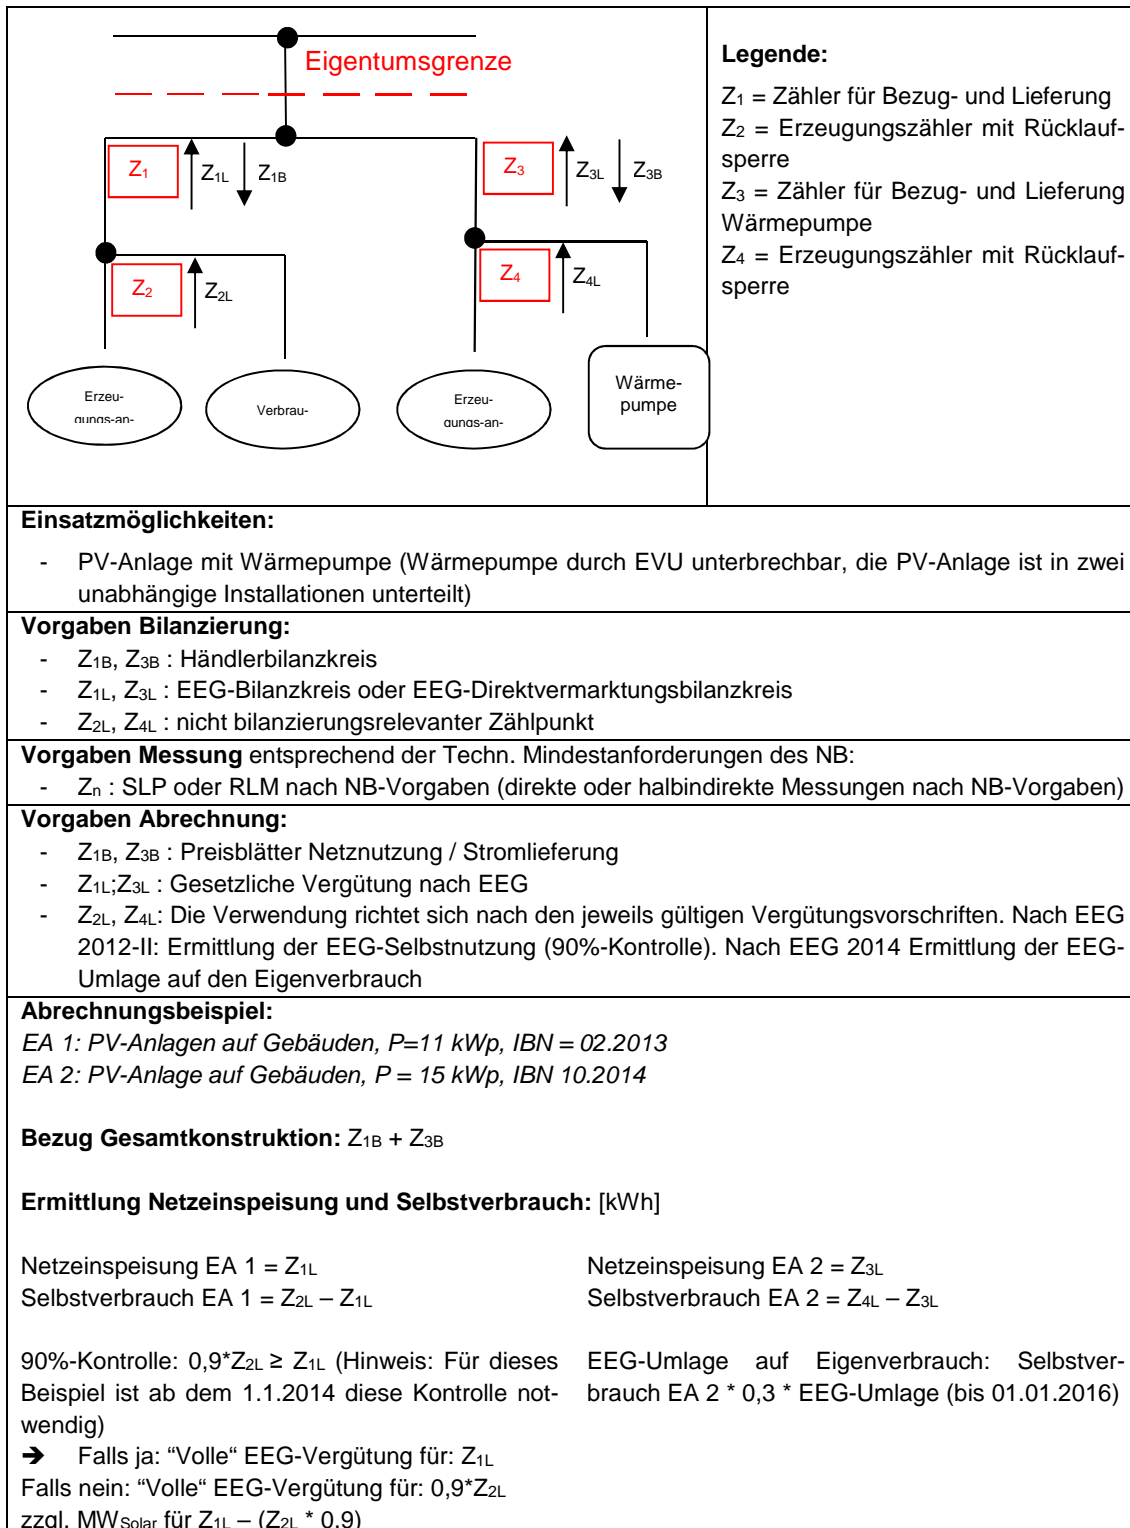 Eigentumsgrenze
Z1
Z1L
Z1B
Z3
Z3L
Z3B
Z2
Z2L
Z4
Z4L
Erzeu-
gungs-an-
Verbrau-
Erzeu-
gungs-an-
Wärme-
pumpe
Legende:
Z1 = Zähler für Bezug- und Lieferung
Z2 = Erzeugungszähler mit Rücklauf-
sperre
Z3 = Zähler für Bezug- und Lieferung
Wärmepumpe
Z4 = Erzeugungszähler mit Rücklauf-
sperre
Einsatzmöglichkeiten:
- PV-Anlage mit Wärmepumpe (Wärmepumpe durch EVU unterbrechbar, die PV-Anlage ist in zwei
unabhängige Installationen unterteilt)
Vorgaben Bilanzierung:
- Z1B, Z3B : Händlerbilanzkreis
- Z1L, Z3L : EEG-Bilanzkreis oder EEG-Direktvermarktungsbilanzkreis
- Z2L, Z4L : nicht bilanzierungsrelevanter Zählpunkt
Vorgaben Messung entsprechend der Techn. Mindestanforderungen des NB:
- Zn : SLP oder RLM nach NB-Vorgaben (direkte oder halbindirekte Messungen nach NB-Vorgaben)
Vorgaben Abrechnung:
- Z1B, Z3B : Preisblätter Netznutzung / Stromlieferung
- Z1L;Z3L : Gesetzliche Vergütung nach EEG
- Z2L, Z4L: Die Verwendung richtet sich nach den jeweils gültigen Vergütungsvorschriften. Nach EEG
2012-II: Ermittlung der EEG-Selbstnutzung (90%-Kontrolle). Nach EEG 2014 Ermittlung der EEG-
Umlage auf den Eigenverbrauch
Abrechnungsbeispiel:
EA 1: PV-Anlagen auf Gebäuden, P=11 kWp, IBN = 02.2013
EA 2: PV-Anlage auf Gebäuden, P = 15 kWp, IBN 10.2014
Bezug Gesamtkonstruktion: Z1B + Z3B
Ermittlung Netzeinspeisung und Selbstverbrauch: [kWh]
Netzeinspeisung EA 1 = Z1L
Selbstverbrauch EA 1 = Z2L – Z1L
90%-Kontrolle: 0,9*Z2L ≥ Z1L (Hinweis: Für dieses
Beispiel ist ab dem 1.1.2014 diese Kontrolle not-
wendig)
➔ Falls ja: “Volle“ EEG-Vergütung für: Z1L
Falls nein: “Volle“ EEG-Vergütung für: 0,9*Z2L
zzgl. MWSolar für Z1L – (Z2L * 0,9)
Netzeinspeisung EA 2 = Z3L
Selbstverbrauch EA 2 = Z4L – Z3L
EEG-Umlage auf Eigenverbrauch: Selbstver-
brauch EA 2 * 0,3 * EEG-Umlage (bis 01.01.2016)